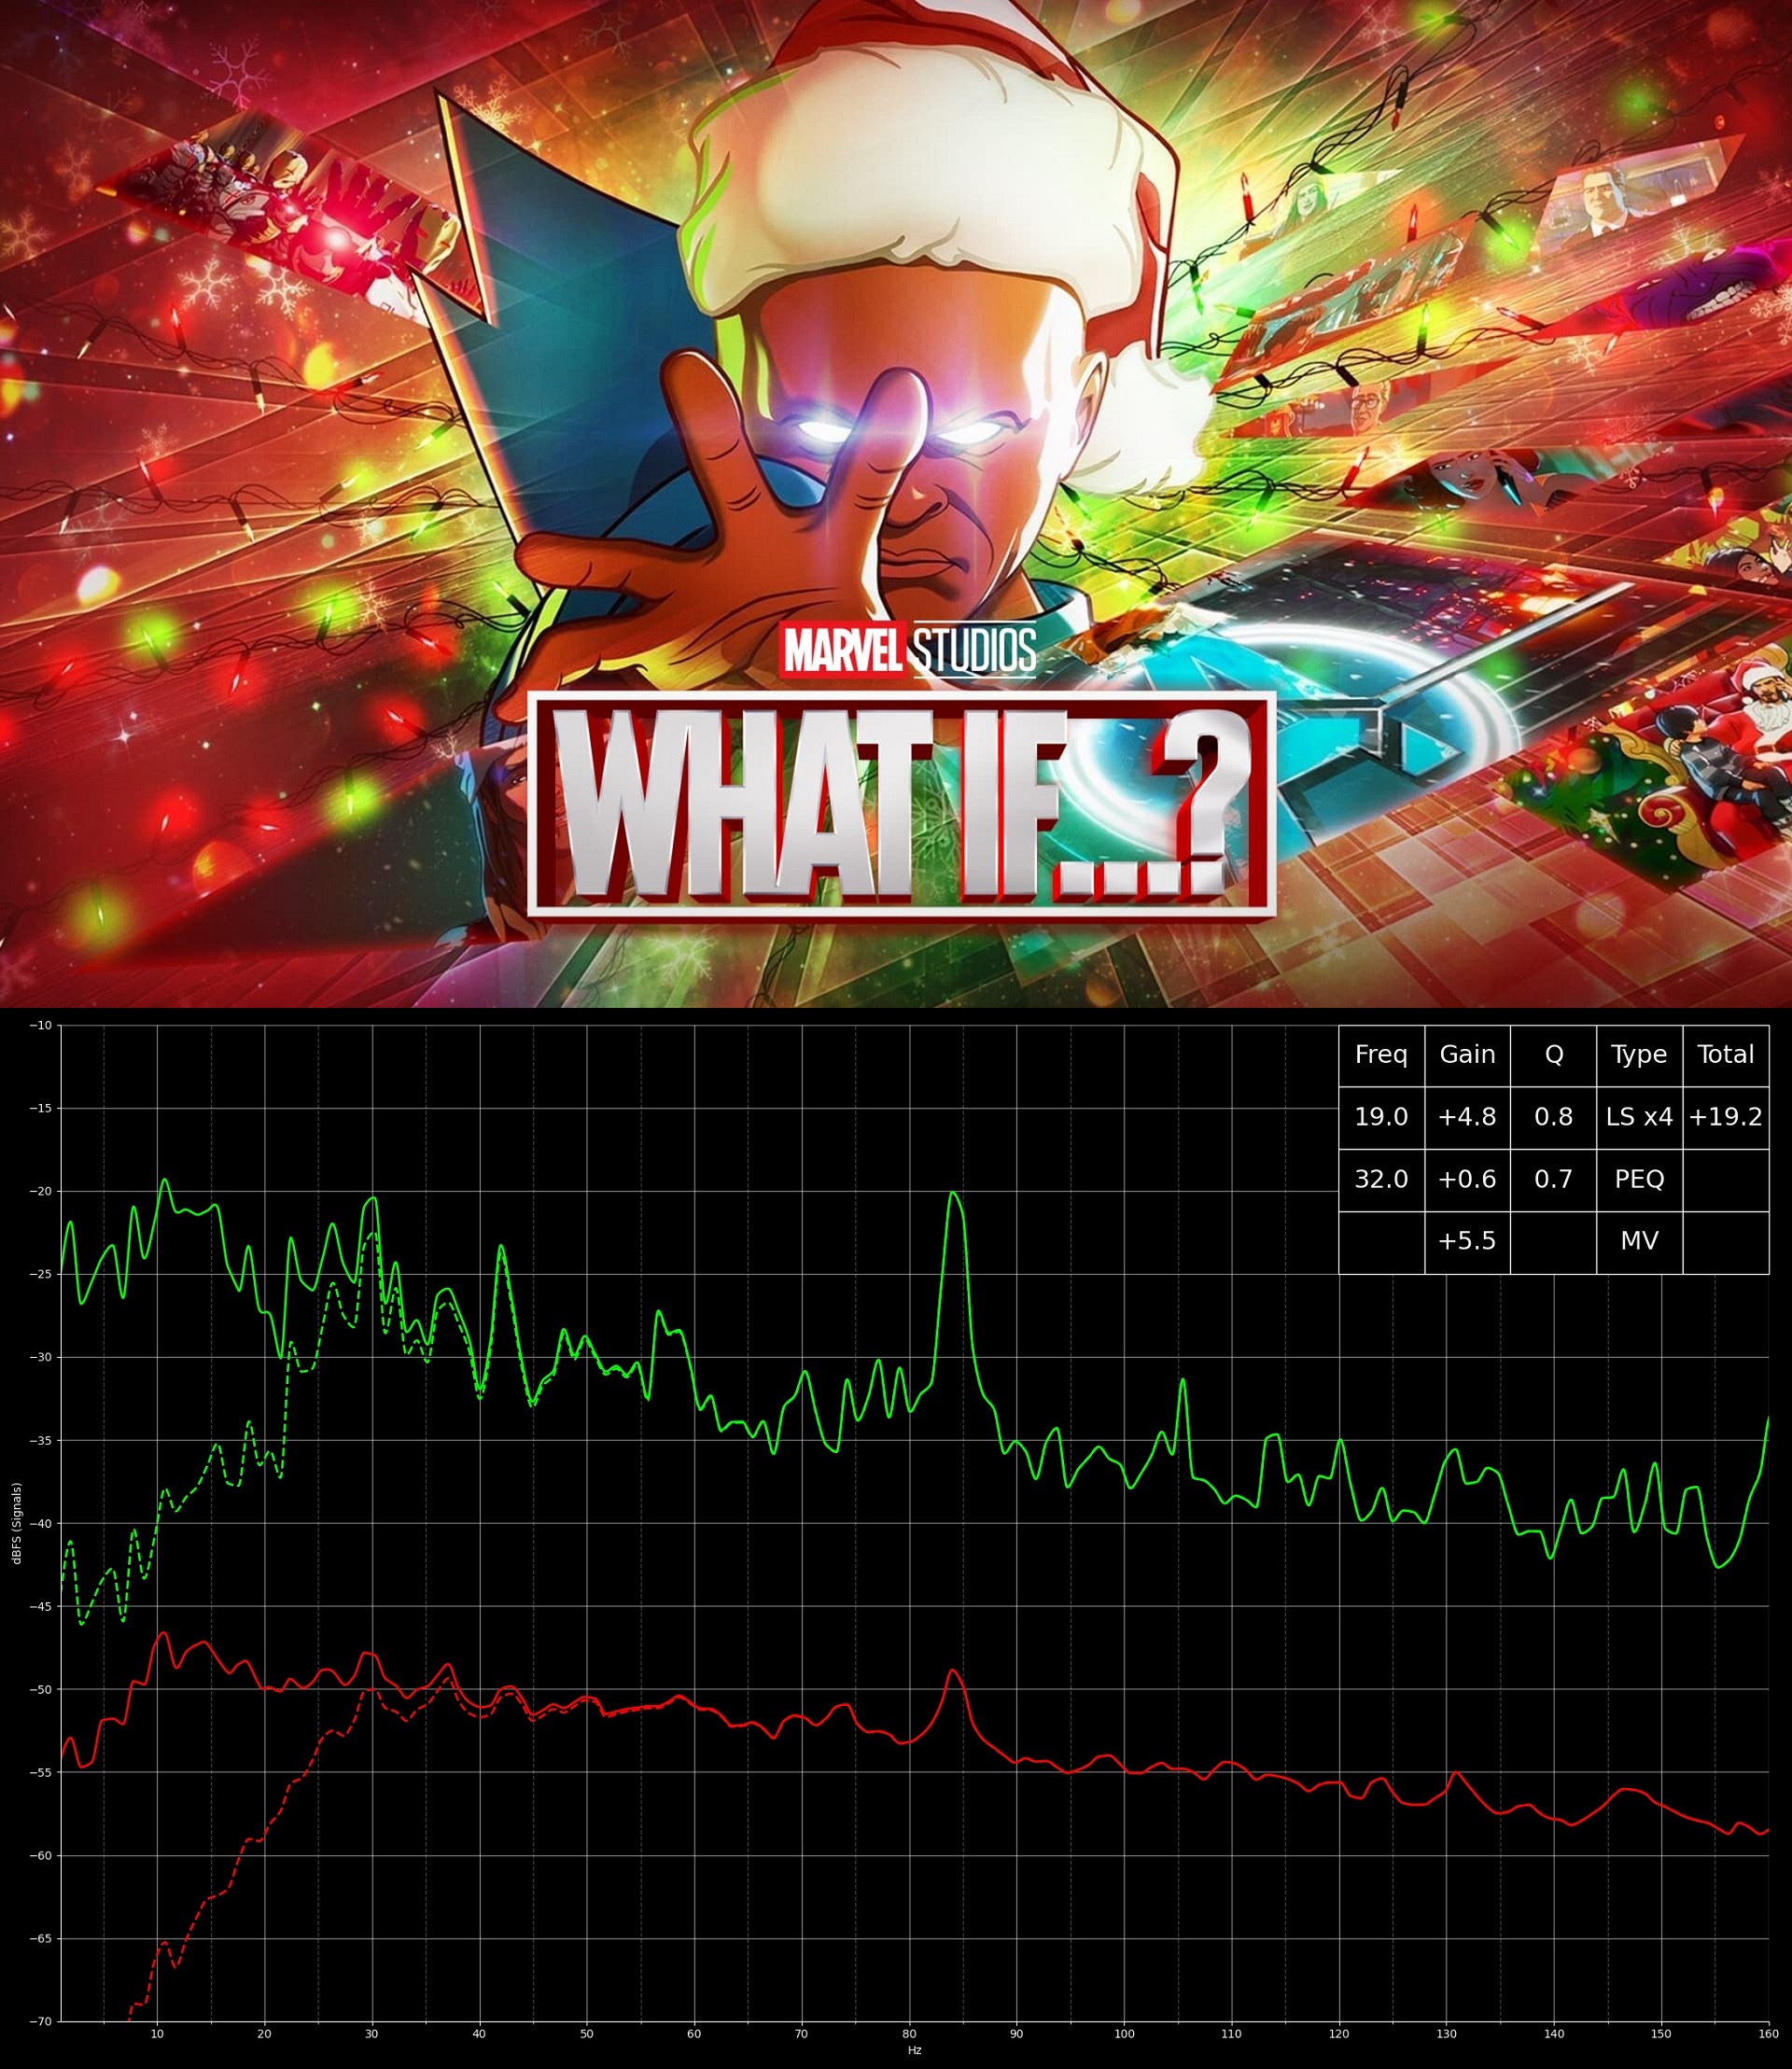 MARVEL STUDIOS
WHAT IF...?
Freq Gain Q Type Total
19.0 +4.8 0.8 LS x4 +19.2
32.0 +0.6 0.7 PEQ
+5.5 MV
−10
−15
−20
−25
−30
−35
−40
−45
−50
−55
−60
−65
−70
dBFS (Signals)
10 20 30 40 50 60 70 80 90 100 110 120 130 140 150 160
Hz